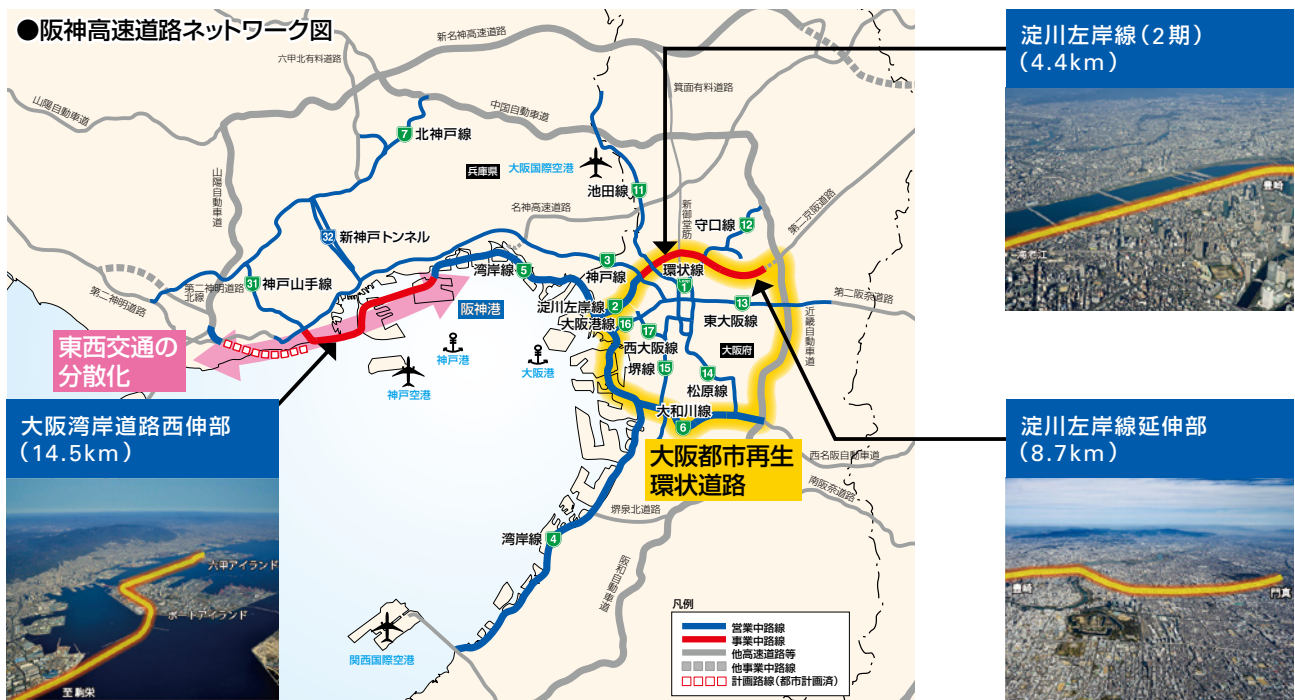 ●阪神高速道路ネットワーク図
新名神高速道路
六甲北有料道路
箕面有料道路
山陽自動車道
中国自動車道
7 北神戸線
兵庫県
大阪国際空港
池田線 11
山陽自動車道
名神高速道路
新御堂筋
守口線 12
第二京阪道路
32 新神戸トンネル
湾岸線 5
3
神戸線
環状線
1
第二神明道路
第二神明道路
北線
31 神戸山手線
阪神港
淀川左岸線 2
大阪港線 16
13
東大阪線
第二阪奈道路
近畿自動車道
17
西大阪線
大阪府
神戸港
大阪港
神戸空港
堺線 15
14
松原線
大和川線
6
東西交通の
分散化
大阪都市再生
環状道路
西名阪自動車道
南阪奈道路
堺泉北道路
湾岸線 4
阪和自動車道
関西国際空港
凡例
営業中路線
事業中路線
他高速道路等
他事業中路線
計画路線(都市計画済)
大阪湾岸道路西伸部
(14.5km)
六甲アイランド
ポートアイランド
至 駒栄
淀川左岸線(2期)
(4.4km)
豊崎
海老江
淀川左岸線延伸部
(8.7km)
豊崎
門真